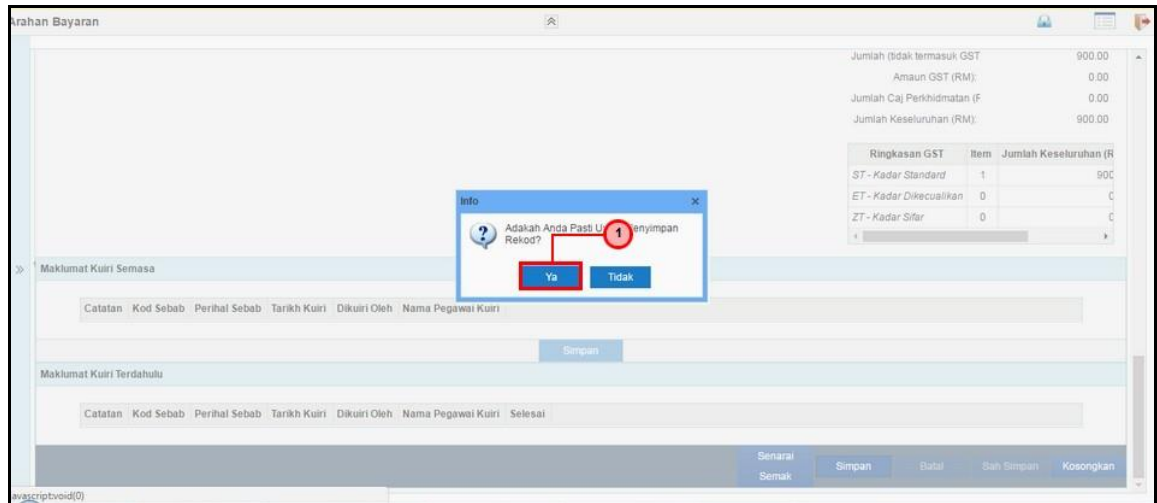 Arahan Bayaran
Jumlah (tidak termasuk GST 900.00
Amaun GST (RM): 0.00
Jumlah Caj Perkhidmatan (F 0.00
Jumlah Keseluruhan (RM): 900.00
Ringkasan GST Item Jumlah Keseluruhan (R
ST - Kadar Standard 1 900
ET - Kadar Dikecualikan 0 0
ZT - Kadar Sifar 0 0
Info x
Adakah Anda Pasti 1 enyimpan
Rekod?
Ya Tidak
Maklumat Kuiri Semasa
Catatan Kod Sebab Perihal Sebab Tarikh Kuiri Dikuiri Oleh Nama Pegawai Kuiri
Simpan
Maklumat Kuiri Terdahulu
Catatan Kod Sebab Perihal Sebab Tarikh Kuiri Dikuiri Oleh Nama Pegawai Kuiri Selesai
Senarai
Semak Simpan Batal Sah Simpan Kosongkan
avascript:void(0)